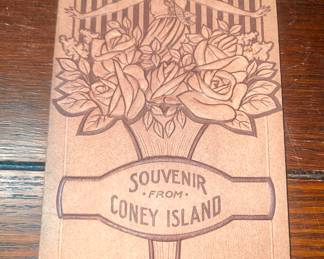 SOUVENIR
• FROM •
CONEY ISLAND